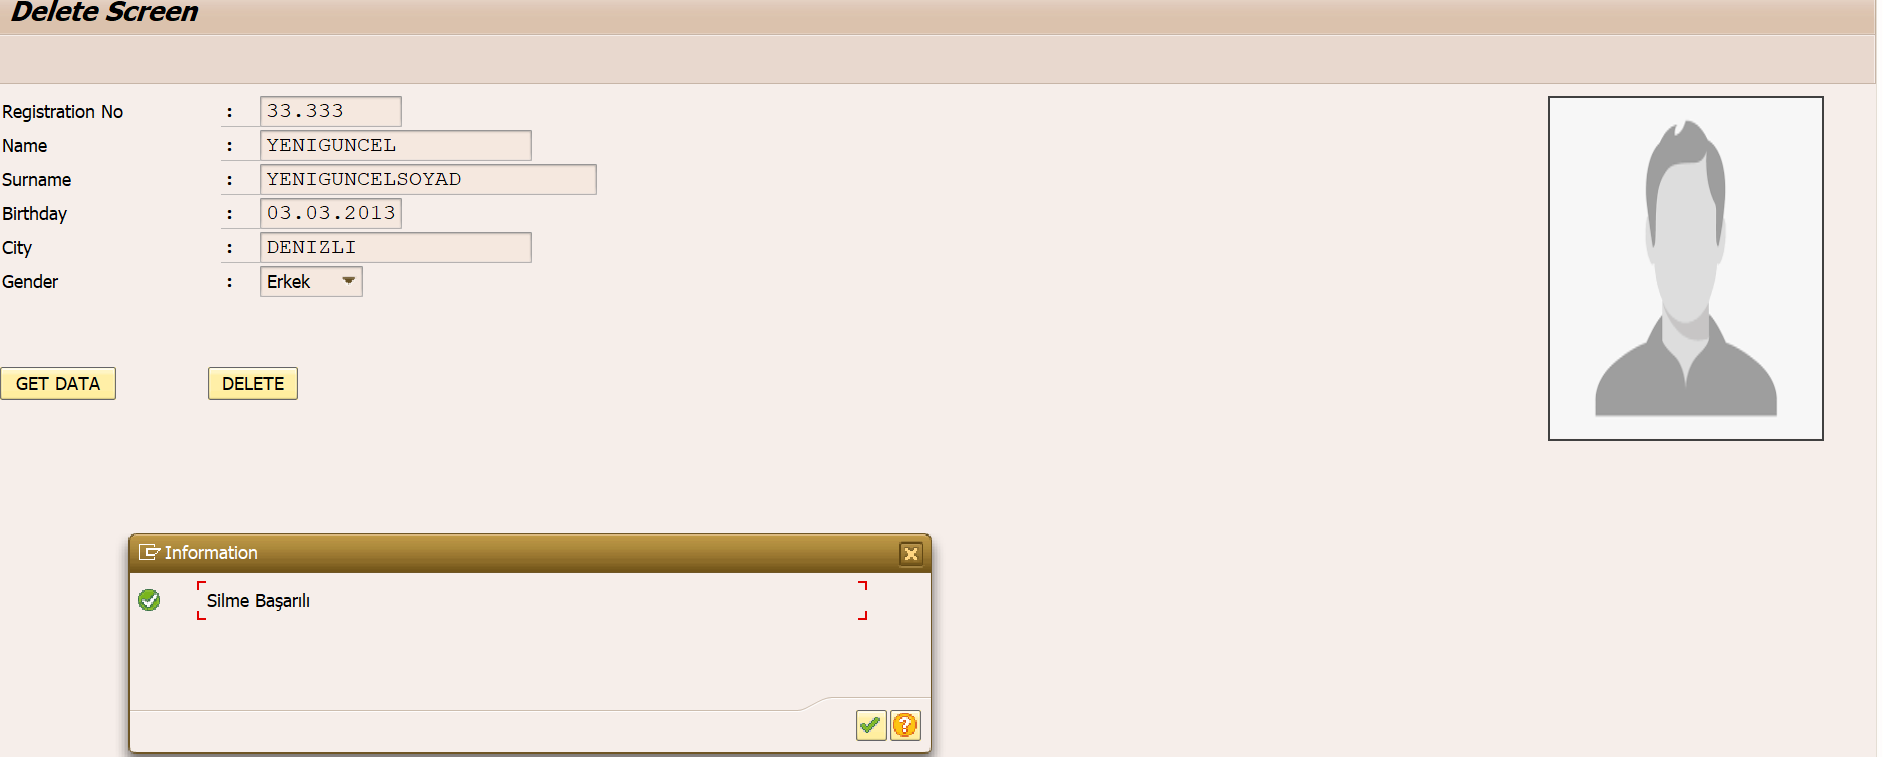 Delete Screen
Registration No : 33.333
Name : YENIGUNCEL
Surname : YENIGUNCELSOYAD
Birthday : 03.03.2013
City : DENIZLI
Gender : Erkek
GET DATA DELETE
Information
Silme Başarılı